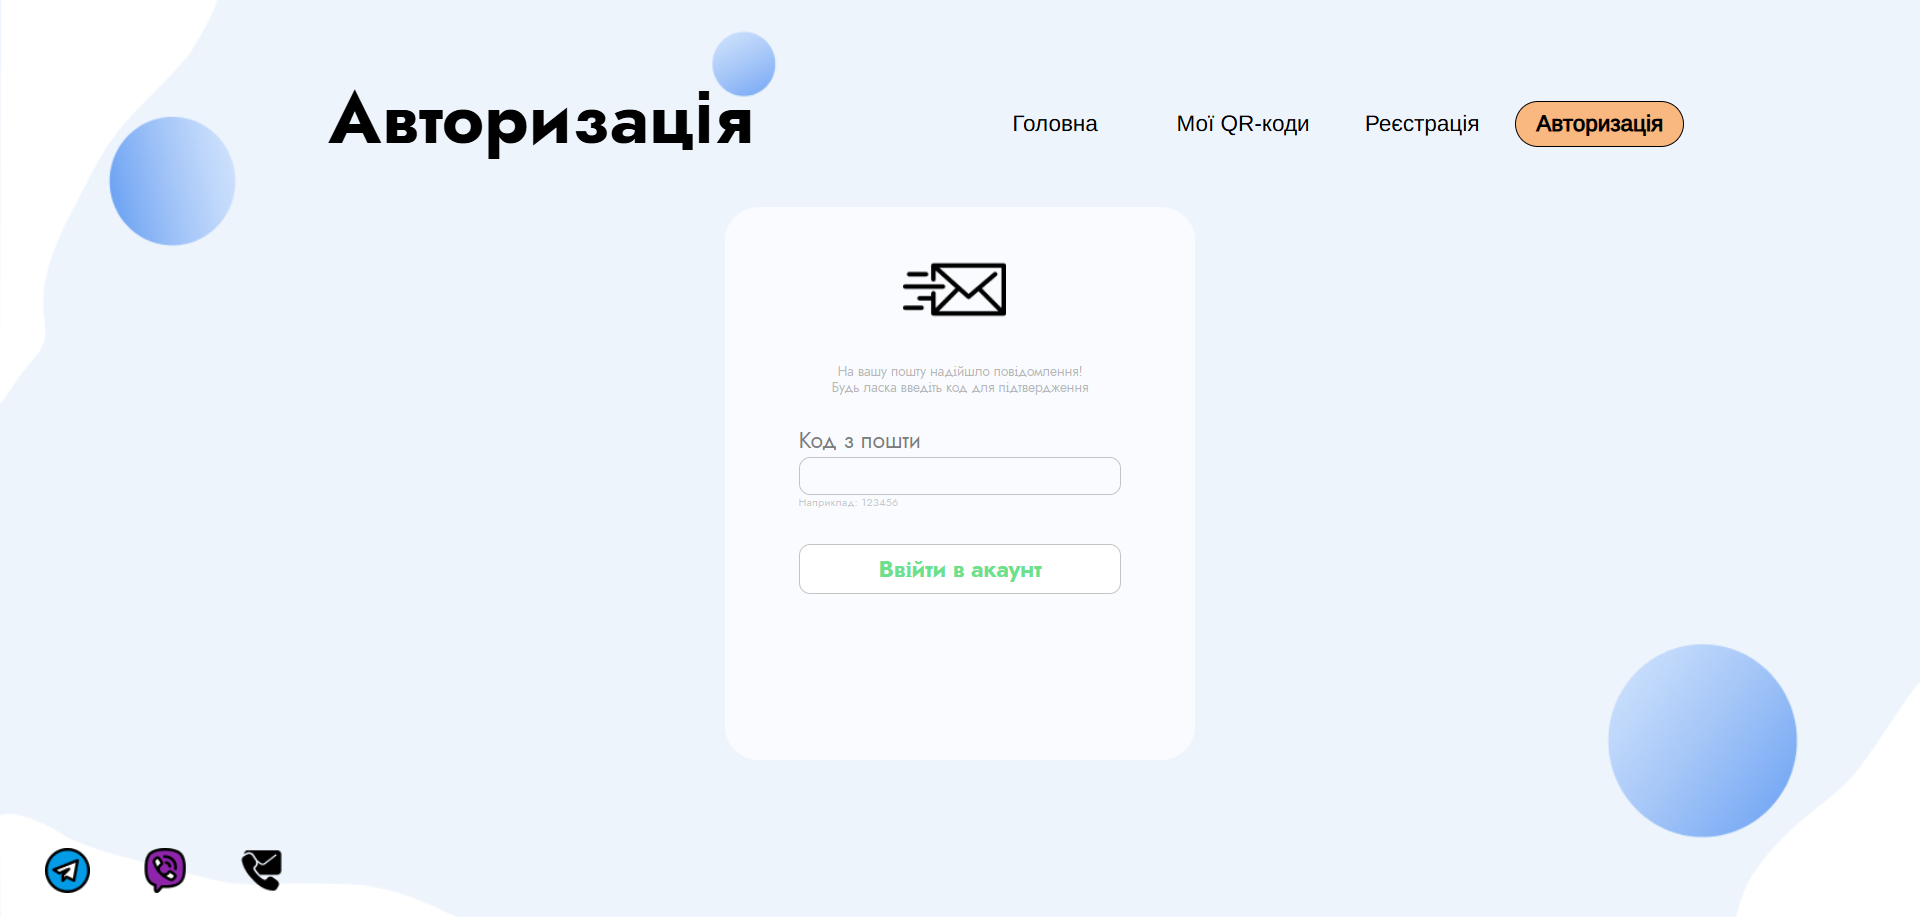 Авторизація
Головна
Мої QR-коди
Реєстрація
Авторизація
На вашу пошту надійшло повідомлення!
Будь ласка введіть код для підтвердження
Код з пошти
Наприклад: 123456
Ввійти в акаунт